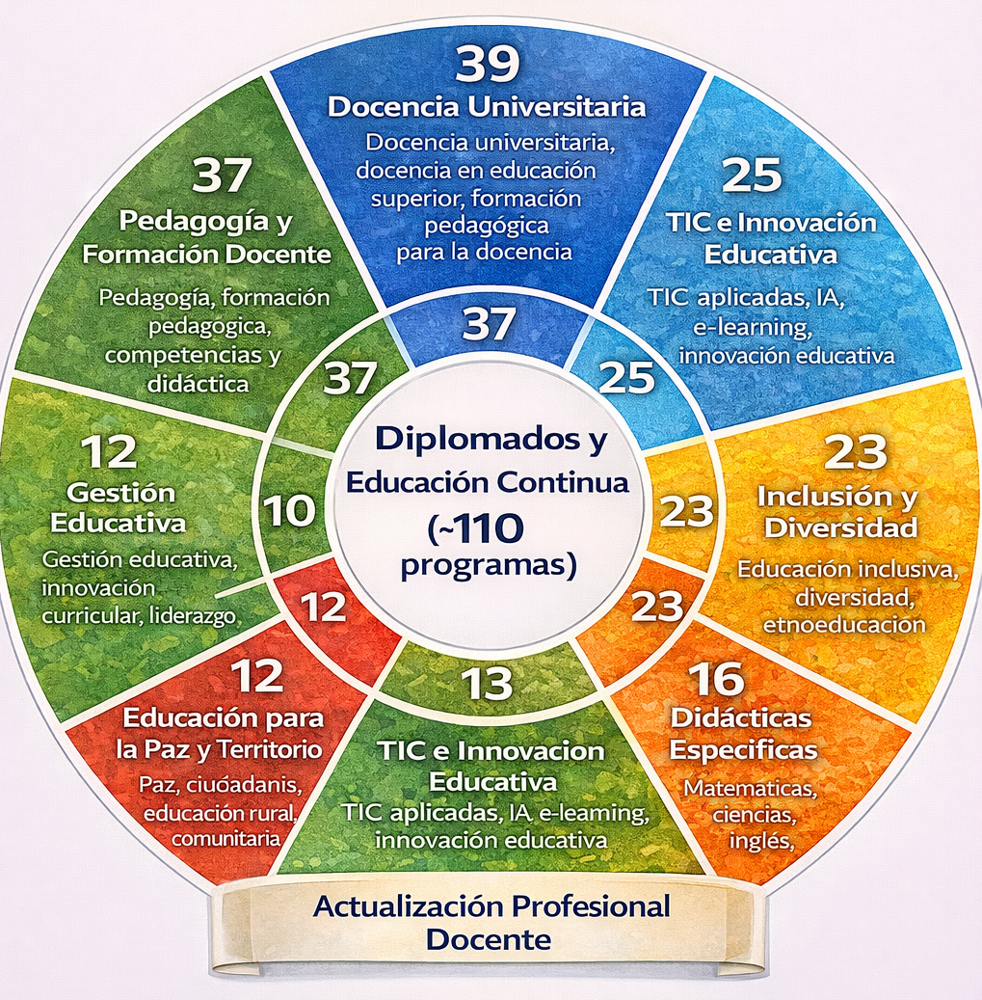 39
Docencia Universitaria
Docencia universitaria,
docencia en educación
superior, formación
pedagógica
para la docencia
37
25
TIC e Innovación
Educativa
TIC aplicadas, IA,
e-learning,
innovación educativa
25
23
Inclusión y
Diversidad
Educación inclusiva,
diversidad,
etnoeducación
23
16
Didácticas
Especificas
Matematicas,
ciencias,
inglés,
23
13
TIC e Innovacion
Educativa
TIC aplicadas, IA e-learning,
innovación educativa
12
Educación para
la Paz y Territorio
Paz, ciuóadanis,
educación rural,
comunitaria
12
12
Gestión
Educativa
Gestión educativa,
innovación
curricular, liderazgo,
10
37
Pedagogía y
Formación Docente
Pedagogía, formación
pedagogica,
competencias y
didáctica
37
Diplomados y
Educación Continua
(~110
programas)
Actualización Profesional
Docente